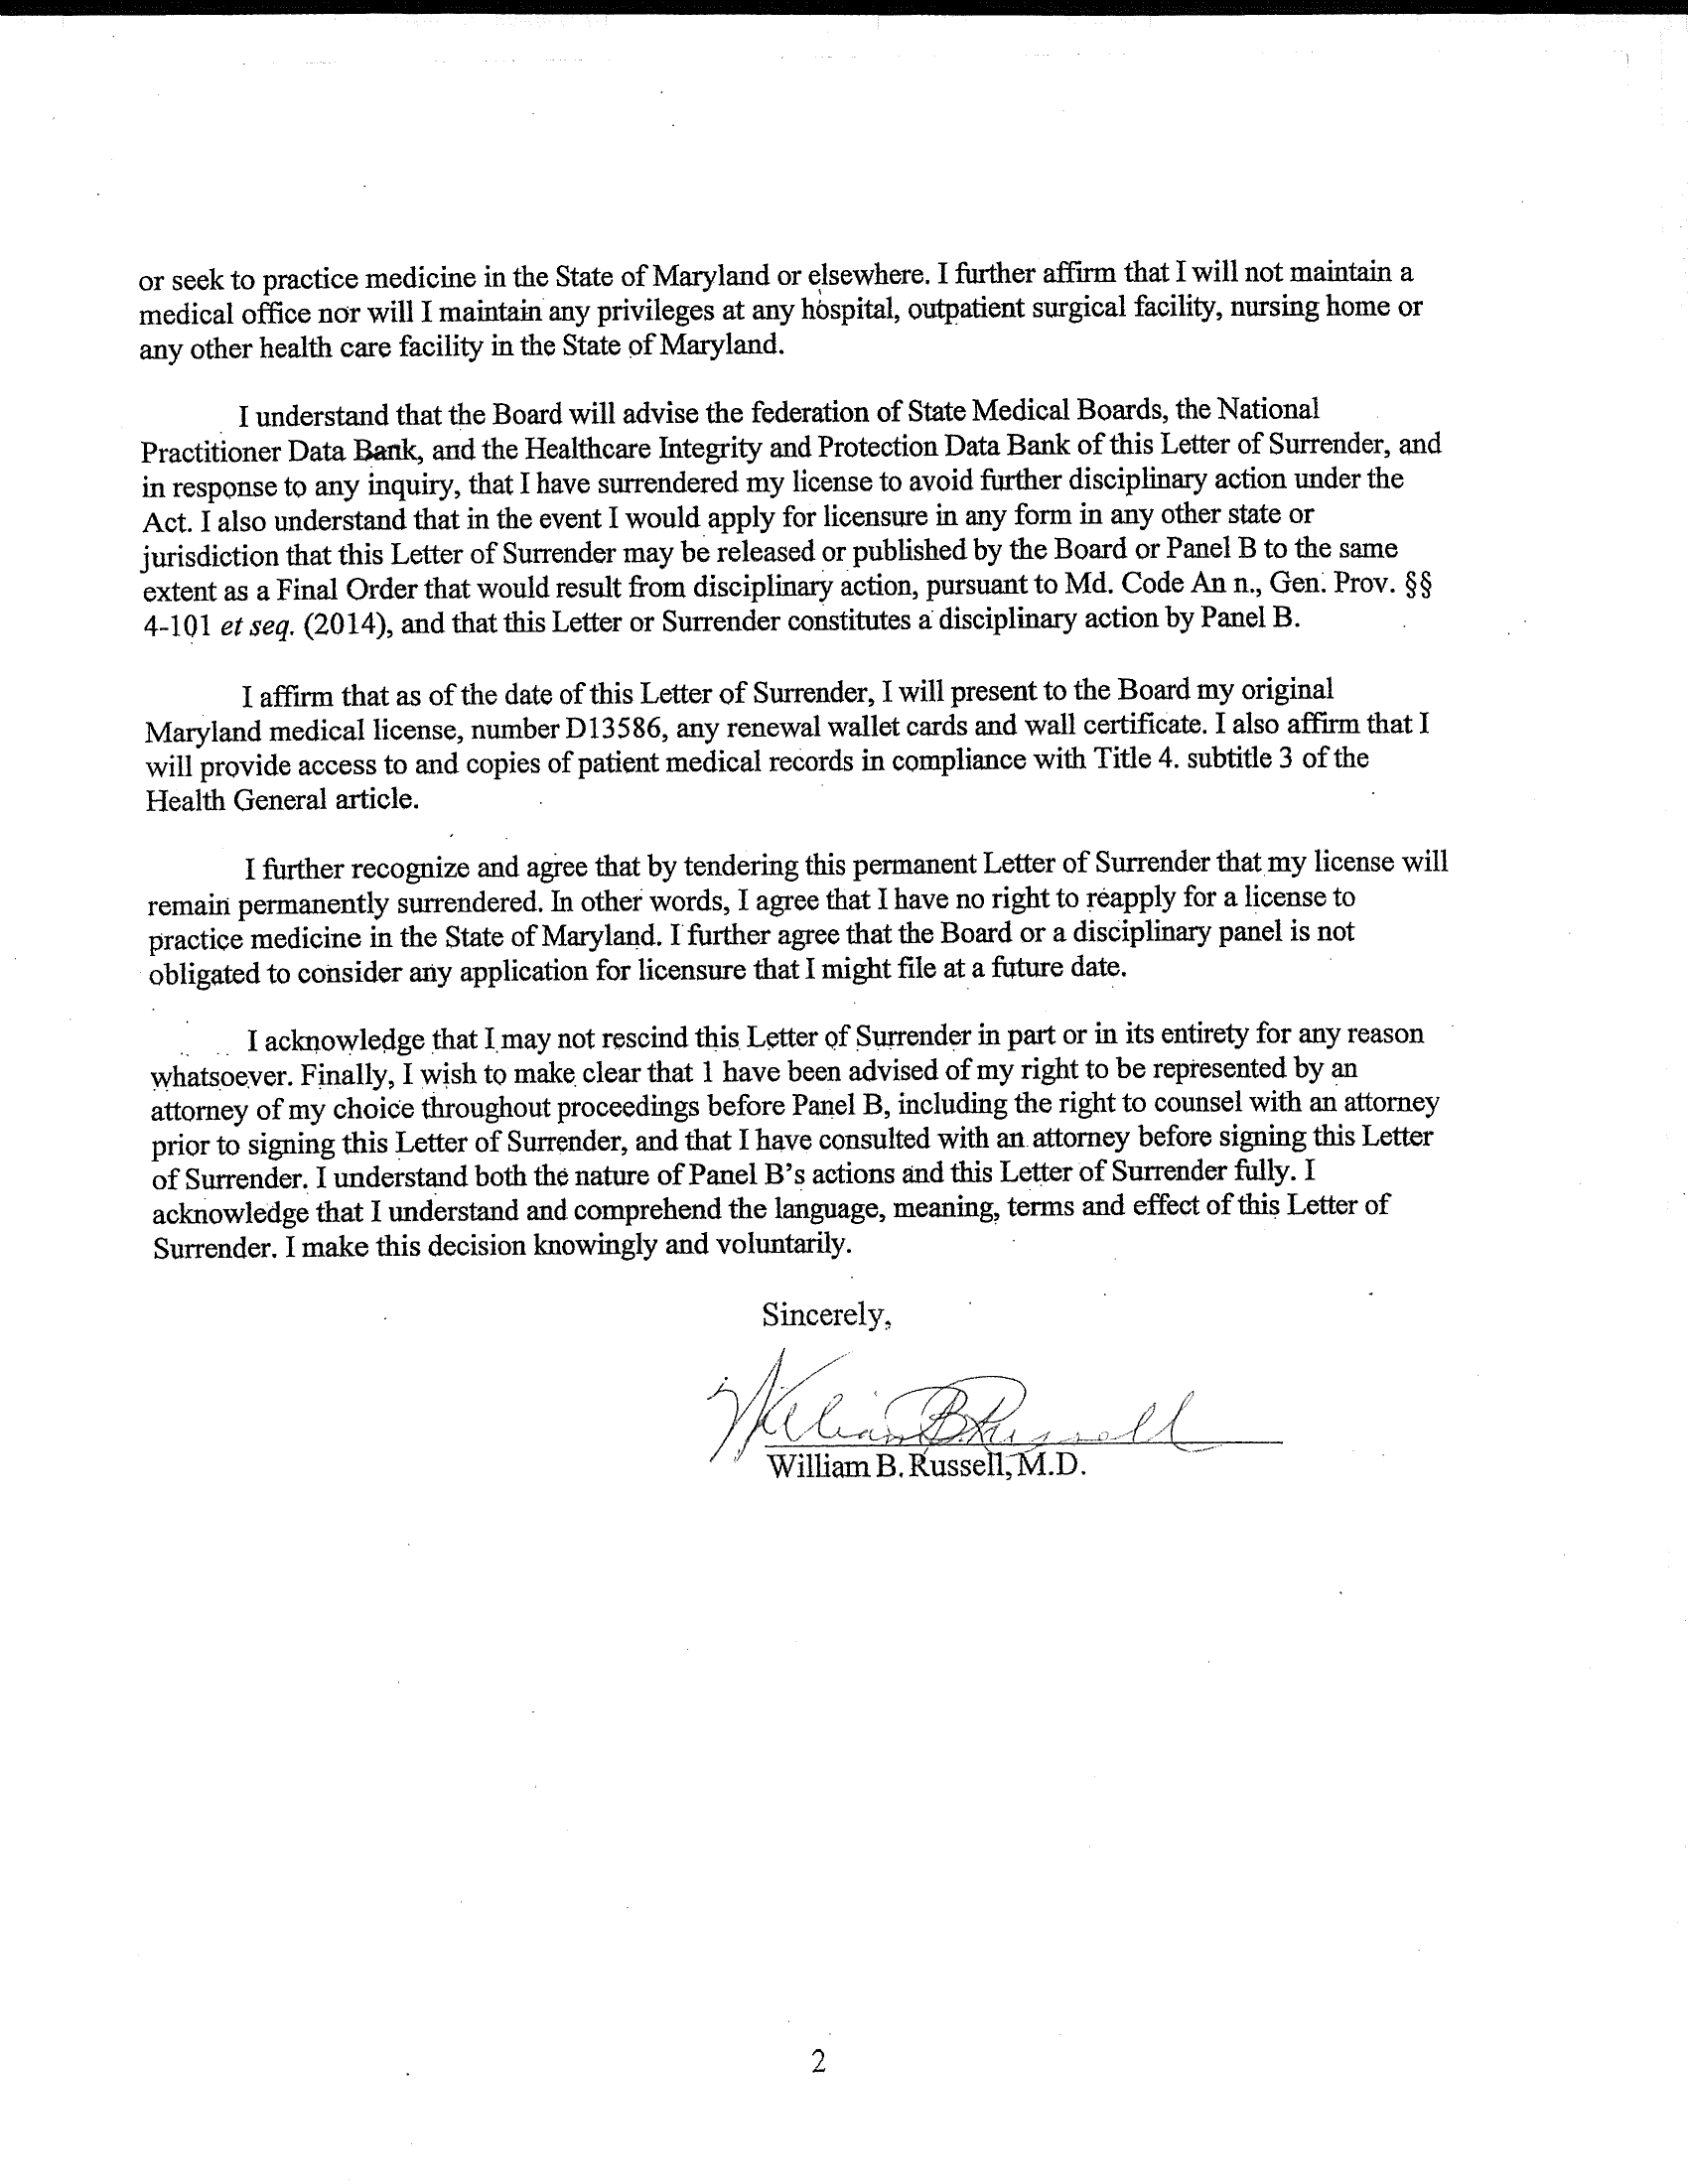 or seek to practice medicine in the State of Maryland or elsewhere. I further affirm that I will not maintain a
medical office nor will I maintain any privileges at any hospital, outpatient surgical facility, nursing home or
any other health care facility in the State of Maryland.
I understand that the Board will advise the federation of State Medical Boards, the National
Practitioner Data Bank, and the Healthcare Integrity and Protection Data Bank of this Letter of Surrender, and
in response to any inquiry, that I have surrendered my license to avoid further disciplinary action under the
Act. I also understand that in the event I would apply for licensure in any form in any other state or
jurisdiction that this Letter of Surrender may be released or published by the Board or Panel B to the same
extent as a Final Order that would result from disciplinary action, pursuant to Md. Code An n., Gen. Prov. §§
4-101 et seq. (2014), and that this Letter or Surrender constitutes a disciplinary action by Panel B.
I affirm that as of the date of this Letter of Surrender, I will present to the Board my original
Maryland medical license, number D13586, any renewal wallet cards and wall certificate. I also affirm that I
will provide access to and copies of patient medical records in compliance with Title 4. subtitle 3 of the
Health General article.
I further recognize and agree that by tendering this permanent Letter of Surrender that my license will
remain permanently surrendered. In other words, I agree that I have no right to reapply for a license to
practice medicine in the State of Maryland. I further agree that the Board or a disciplinary panel is not
obligated to consider any application for licensure that I might file at a future date.
I acknowledge that I may not rescind this Letter of Surrender in part or in its entirety for any reason
whatsoever. Finally, I wish to make clear that 1 have been advised of my right to be represented by an
attorney of my choice throughout proceedings before Panel B, including the right to counsel with an attorney
prior to signing this Letter of Surrender, and that I have consulted with an attorney before signing this Letter
of Surrender. I understand both the nature of Panel B's actions and this Letter of Surrender fully. I
acknowledge that I understand and comprehend the language, meaning, terms and effect of this Letter of
Surrender. I make this decision knowingly and voluntarily.
Sincerely,
William B. Russell
William B. Russell, M.D.
2